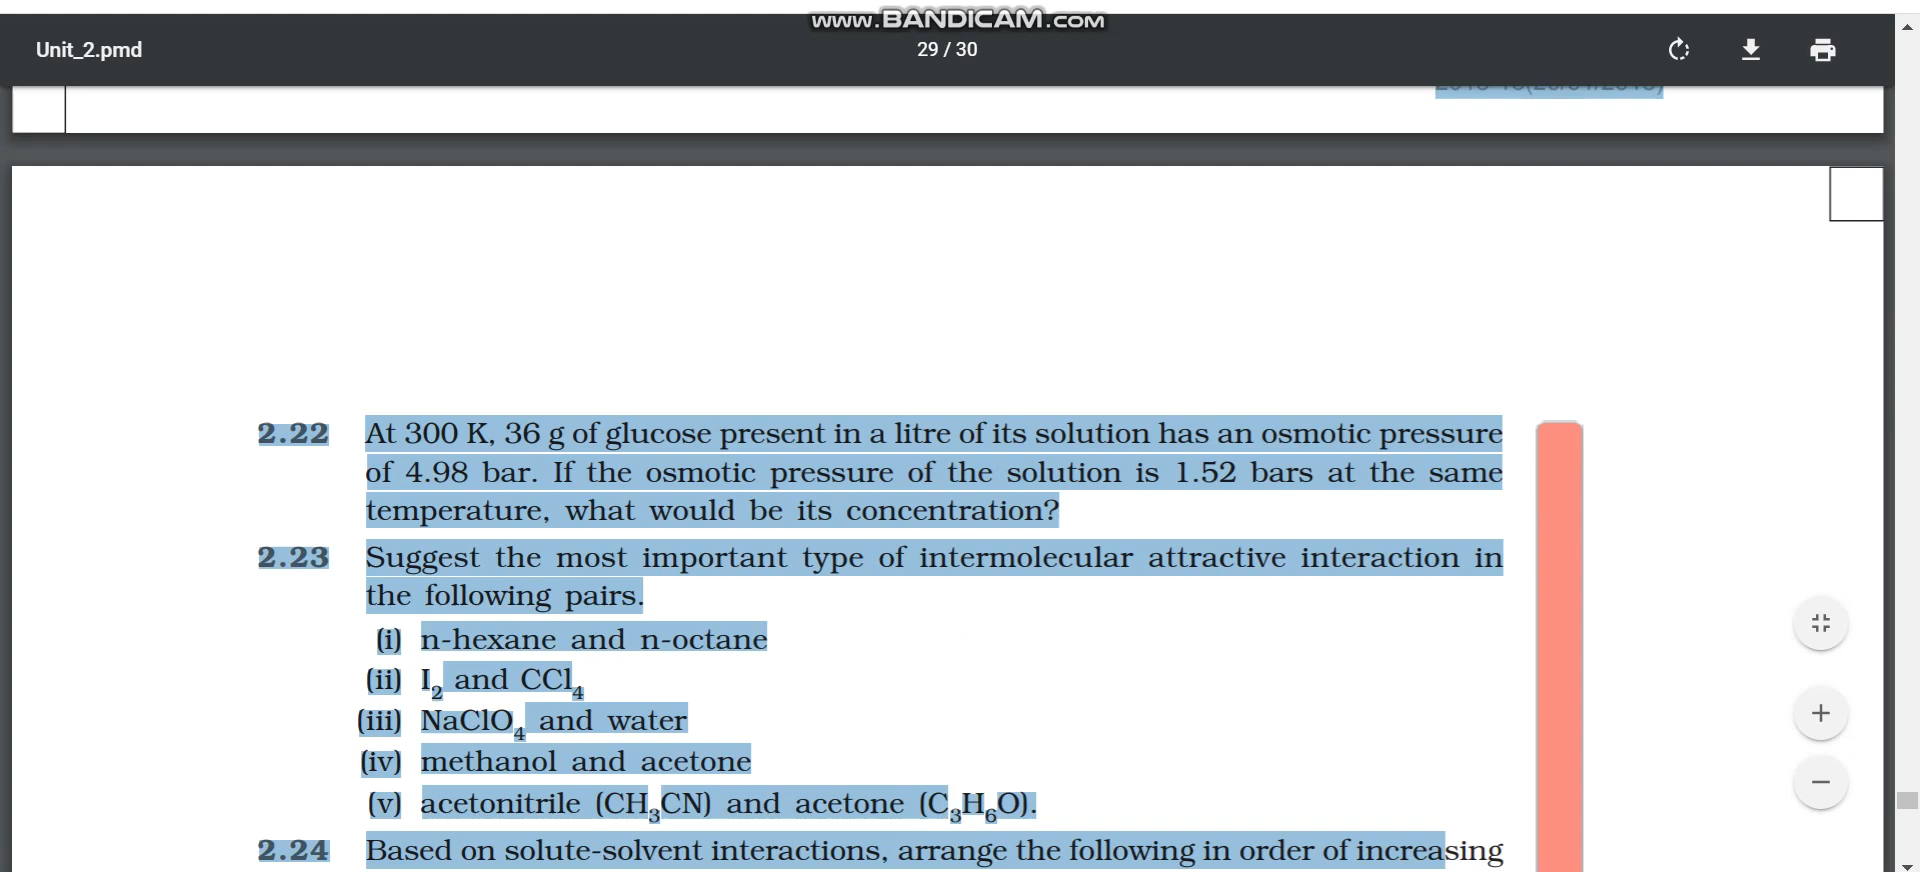 www.BANDICAM.com
Unit_2.pmd
29 / 30
2.22 At 300 K, 36 g of glucose present in a litre of its solution has an osmotic pressure
of 4.98 bar. If the osmotic pressure of the solution is 1.52 bars at the same
temperature, what would be its concentration?
2.23 Suggest the most important type of intermolecular attractive interaction in
the following pairs.
(i) n-hexane and n-octane
(ii) I₂ and CCl₄
(iii) NaClO₄ and water
(iv) methanol and acetone
(v) acetonitrile (CH₃CN) and acetone (C₃H₆O).
2.24 Based on solute-solvent interactions, arrange the following in order of increasing